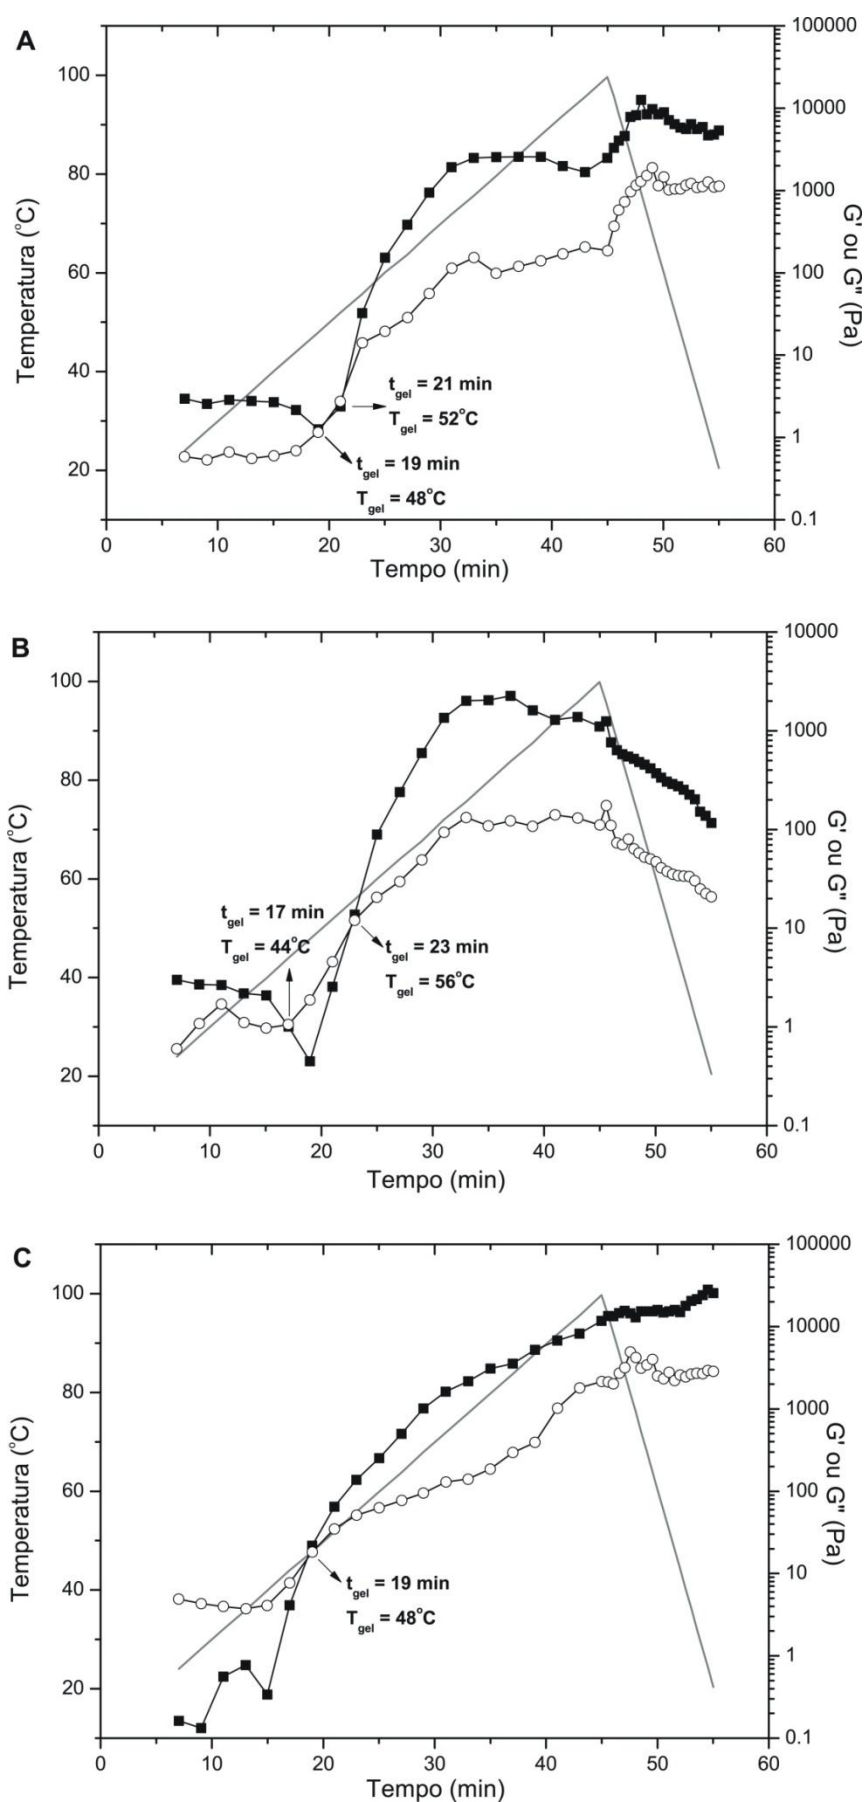 A
100000
100
10000
80
1000
60
100
40
10
20
1
0.1
Temperatura (°C)
G' ou G'' (Pa)
t_gel = 21 min
T_gel = 52°C
t_gel = 19 min
T_gel = 48°C
0 10 20 30 40 50 60
Tempo (min)
B
10000
100
1000
80
100
60
10
40
1
20
0.1
Temperatura (°C)
G' ou G'' (Pa)
t_gel = 17 min
T_gel = 44°C
t_gel = 23 min
T_gel = 56°C
0 10 20 30 40 50 60
Tempo (min)
C
100000
100
10000
80
1000
60
100
40
10
20
1
0.1
Temperatura (°C)
G' ou G'' (Pa)
t_gel = 19 min
T_gel = 48°C
0 10 20 30 40 50 60
Tempo (min)